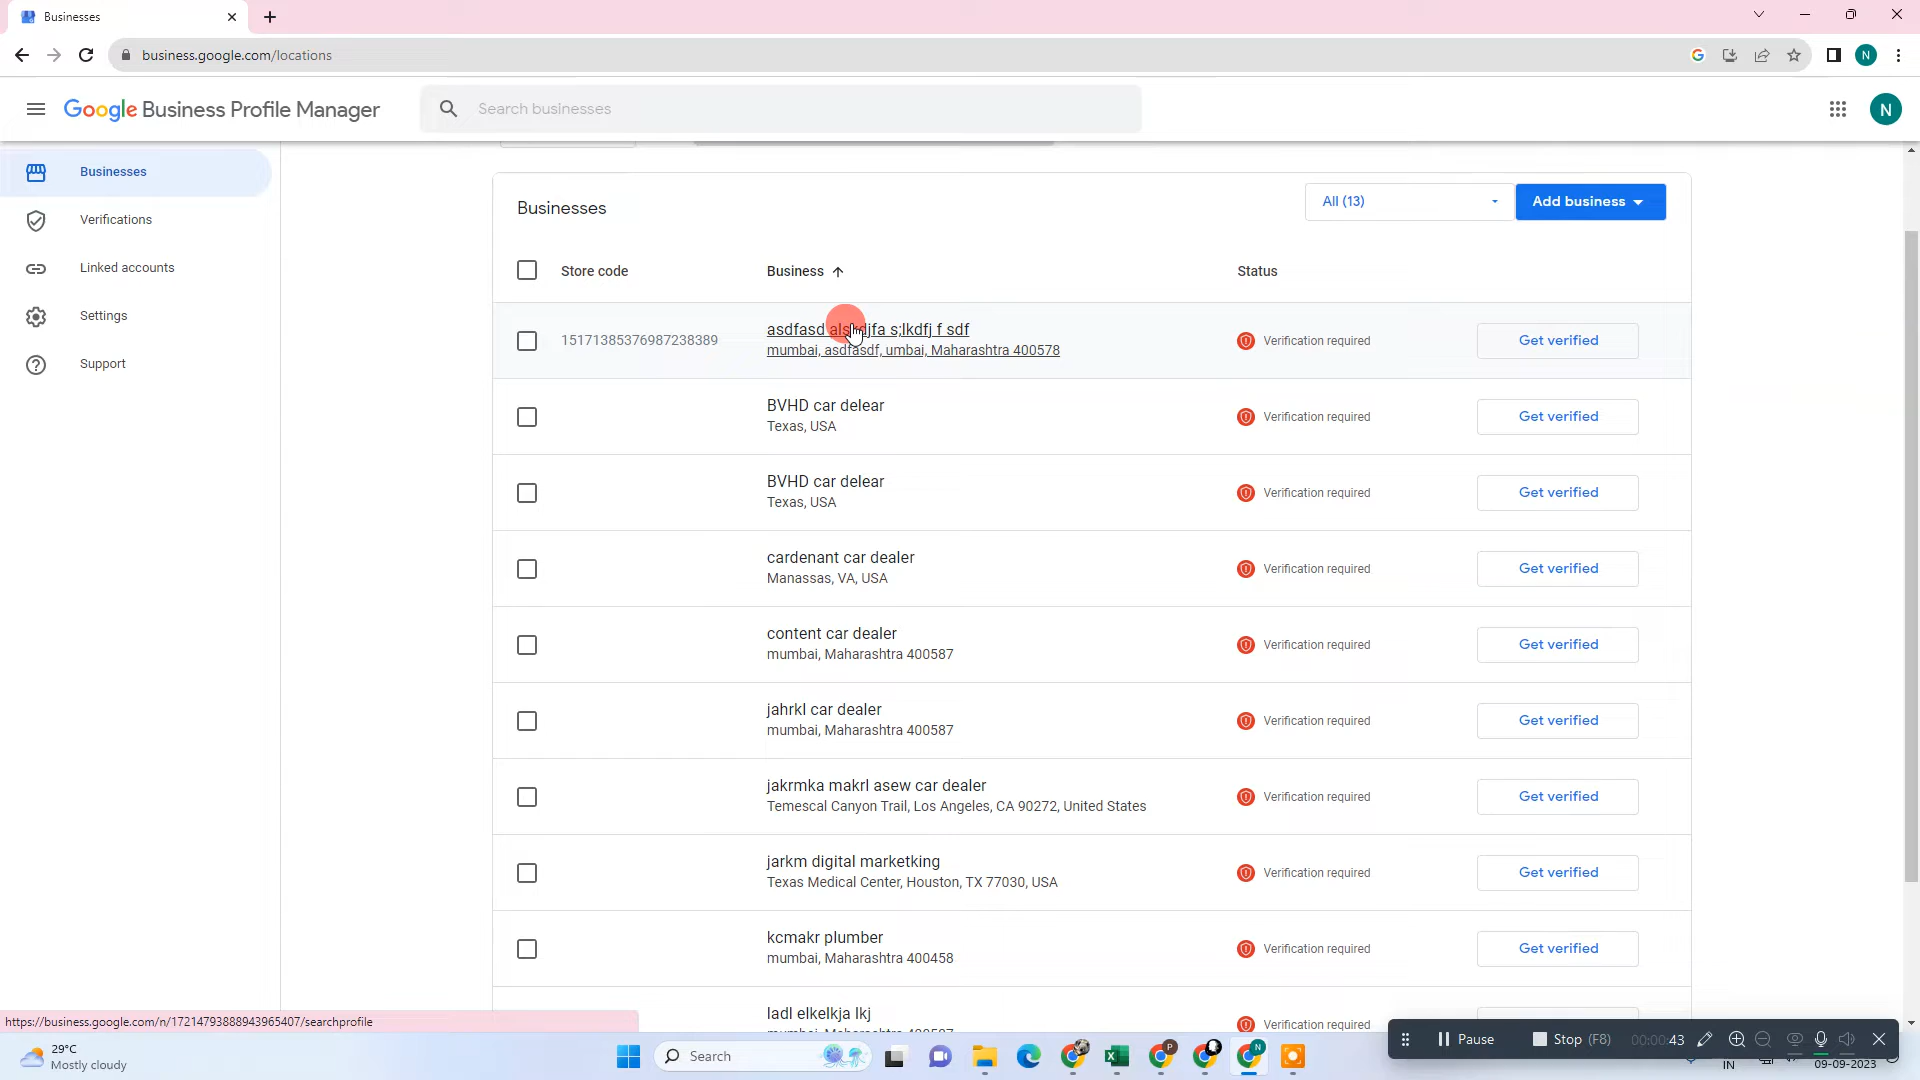 Businesses
business.google.com/locations
N
Google Business Profile Manager
Search businesses
N
Businesses
Verifications
Linked accounts
Settings
Support
Businesses
All (13)
Add business
Store code
Business
Status
15171385376987238389
asdfasd alskdjfa s;lkdfj f sdf
mumbai, asdfasdf, umbai, Maharashtra 400578
Verification required
Get verified
BVHD car delear
Texas, USA
Verification required
Get verified
BVHD car delear
Texas, USA
Verification required
Get verified
cardenant car dealer
Manassas, VA, USA
Verification required
Get verified
content car dealer
mumbai, Maharashtra 400587
Verification required
Get verified
jahrkl car dealer
mumbai, Maharashtra 400587
Verification required
Get verified
jakrmka makrl asew car dealer
Temescal Canyon Trail, Los Angeles, CA 90272, United States
Verification required
Get verified
jarkm digital marketking
Texas Medical Center, Houston, TX 77030, USA
Verification required
Get verified
kcmakr plumber
mumbai, Maharashtra 400458
Verification required
Get verified
ladl elkelkja lkj
mumbai, Maharashtra 400587
Verification required
https://business.google.com/n/17214793888943965407/searchprofile
Pause
Stop (F8)
00:00:43
29°C
Mostly cloudy
Search
P
N
IN
09-09-2023